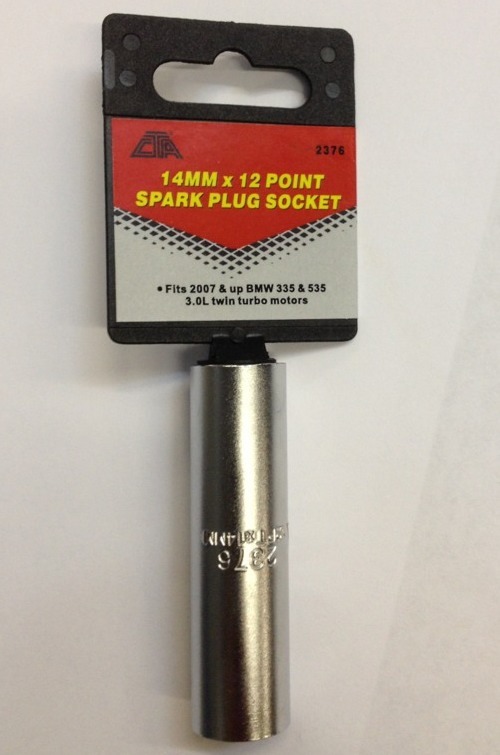 CTA
2376
14MM x 12 POINT
SPARK PLUG SOCKET
• Fits 2007 & up BMW 335 & 535
3.0L twin turbo motors
2376